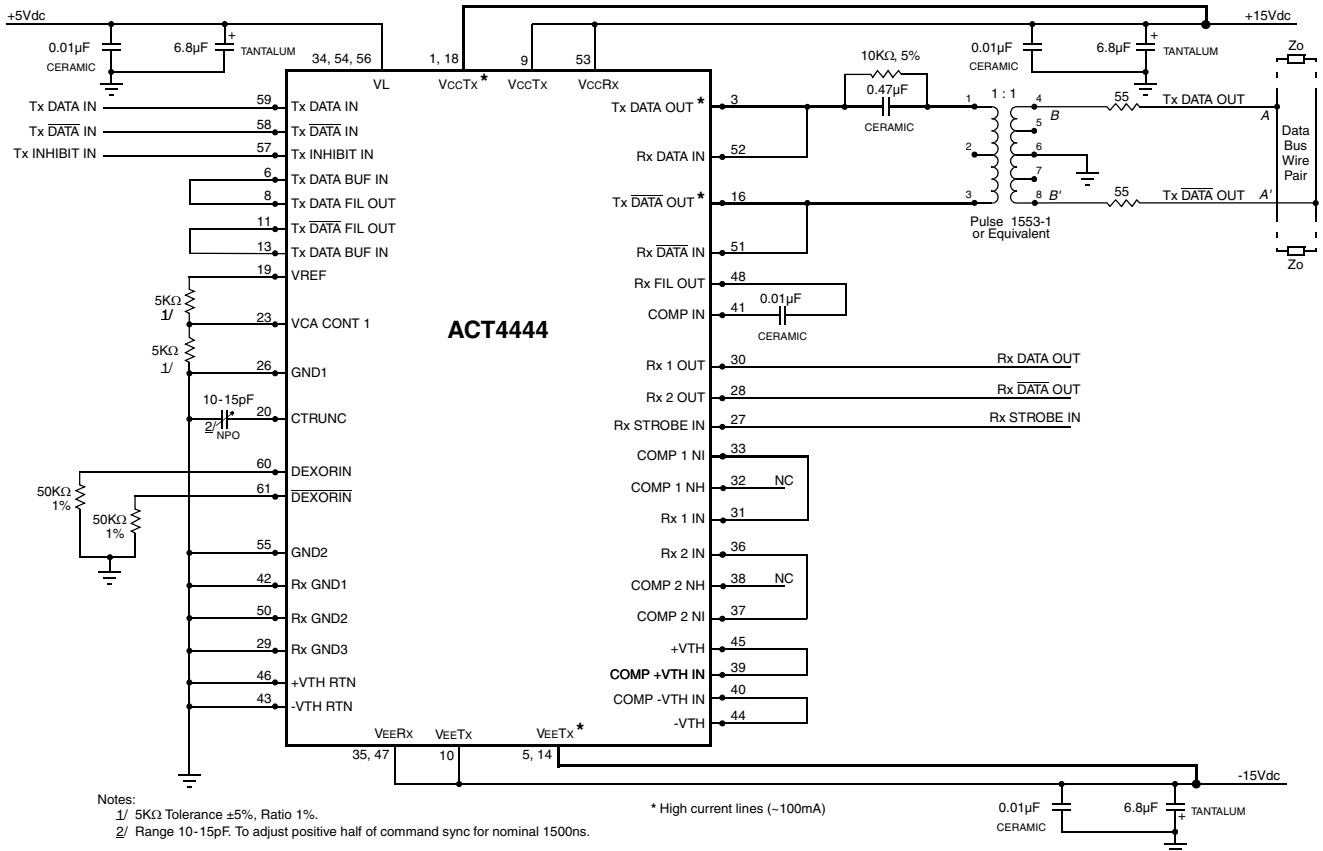 +5Vdc
+15Vdc
0.01µF
CERAMIC
6.8µF
+
TANTALUM
34, 54, 56
1, 18
9
53
0.01µF
CERAMIC
6.8µF
+
TANTALUM
Zo
VL
VCCTx *
VCCTx
VCCRx
10KΩ, 5%
0.47µF
CERAMIC
Tx DATA IN
59
Tx DATA IN
Tx DATA IN
58
Tx DATA IN
Tx INHIBIT IN
57
Tx INHIBIT IN
6
Tx DATA BUF IN
8
Tx DATA FIL OUT
11
Tx DATA FIL OUT
13
Tx DATA BUF IN
19
VREF
5KΩ
1/
23
VCA CONT 1
5KΩ
1/
26
GND1
10-15pF
20
CTRUNC
2/
NPO
60
DEXORIN
50KΩ
1%
61
DEXORIN
50KΩ
1%
55
GND2
42
Rx GND1
50
Rx GND2
29
Rx GND3
46
+VTH RTN
43
-VTH RTN
ACT4444
Tx DATA OUT *
3
Rx DATA IN
52
Tx DATA OUT *
16
Rx DATA IN
51
Rx FIL OUT
48
COMP IN
41
0.01µF
CERAMIC
Rx 1 OUT
30
Rx DATA OUT
Rx 2 OUT
28
Rx DATA OUT
Rx STROBE IN
27
Rx STROBE IN
COMP 1 NI
33
COMP 1 NH
32
NC
Rx 1 IN
31
Rx 2 IN
36
COMP 2 NH
38
NC
COMP 2 NI
37
+VTH
45
COMP +VTH IN
39
COMP -VTH IN
40
-VTH
44
1 : 1
1
2
3
4
5
6
7
8
B
B'
55
Tx DATA OUT
A
55
Tx DATA OUT
A'
Data
Bus
Wire
Pair
Zo
Pulse 1553-1
or Equivalent
VEERx
VEETx
VEETx *
35, 47
10
5, 14
-15Vdc
0.01µF
CERAMIC
6.8µF
+
TANTALUM
* High current lines (~100mA)
Notes:
1/ 5KΩ Tolerance ±5%, Ratio 1%.
2/ Range 10-15pF. To adjust positive half of command sync for nominal 1500ns.